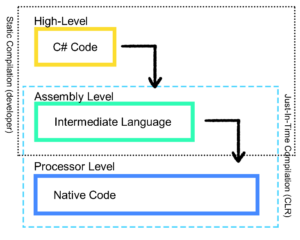 High-Level
C# Code
Assembly Level
Intermediate Language
Processor Level
Native Code
Static Compilation (developer)
Just-In-Time Compilation (CLR)